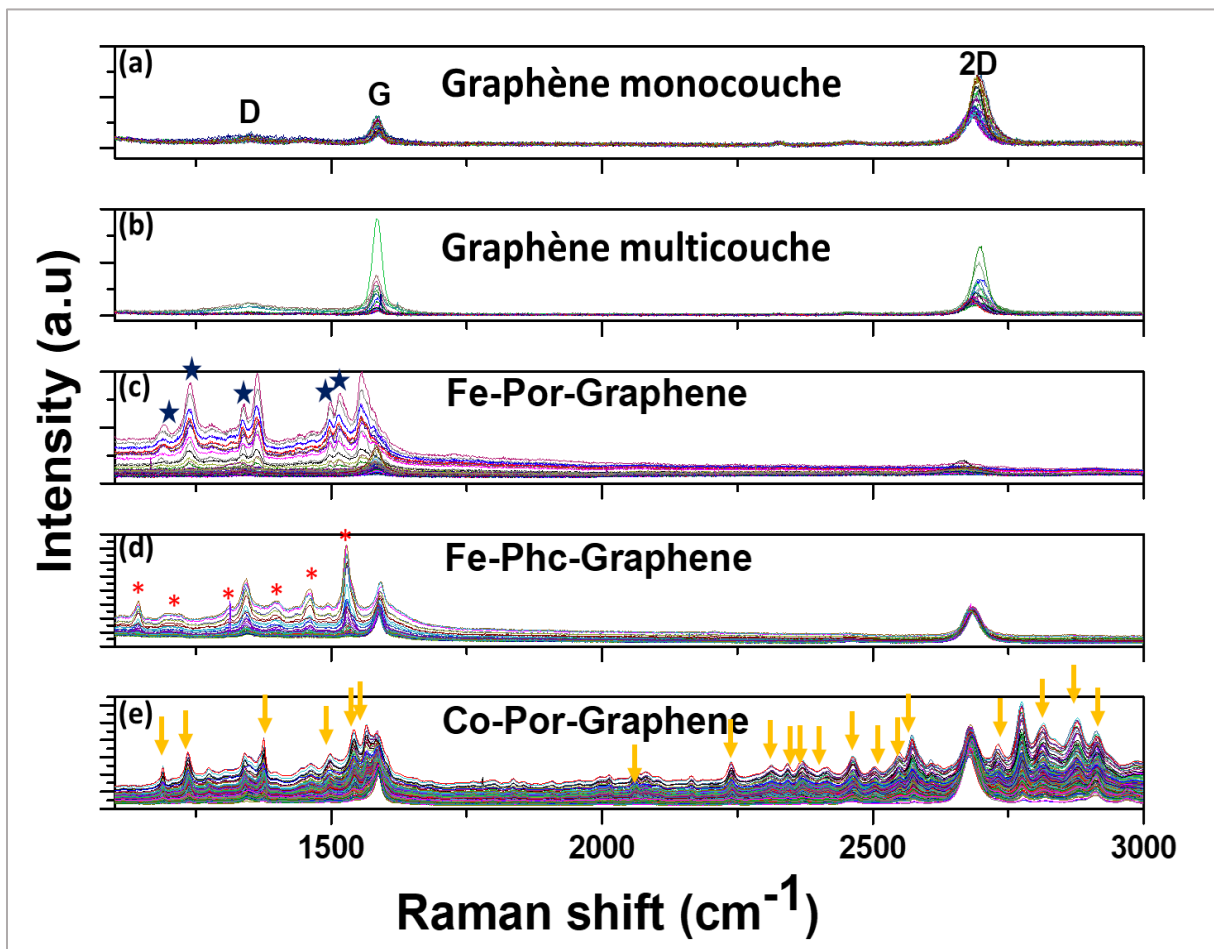 (a)
Graphène monocouche
D
G
2D
(b)
Graphène multicouche
(c)
Fe-Por-Graphene
(d)
Fe-Phc-Graphene
(e)
Co-Por-Graphene
Intensity (a.u)
1500
2000
2500
3000
Raman shift (cm⁻¹)